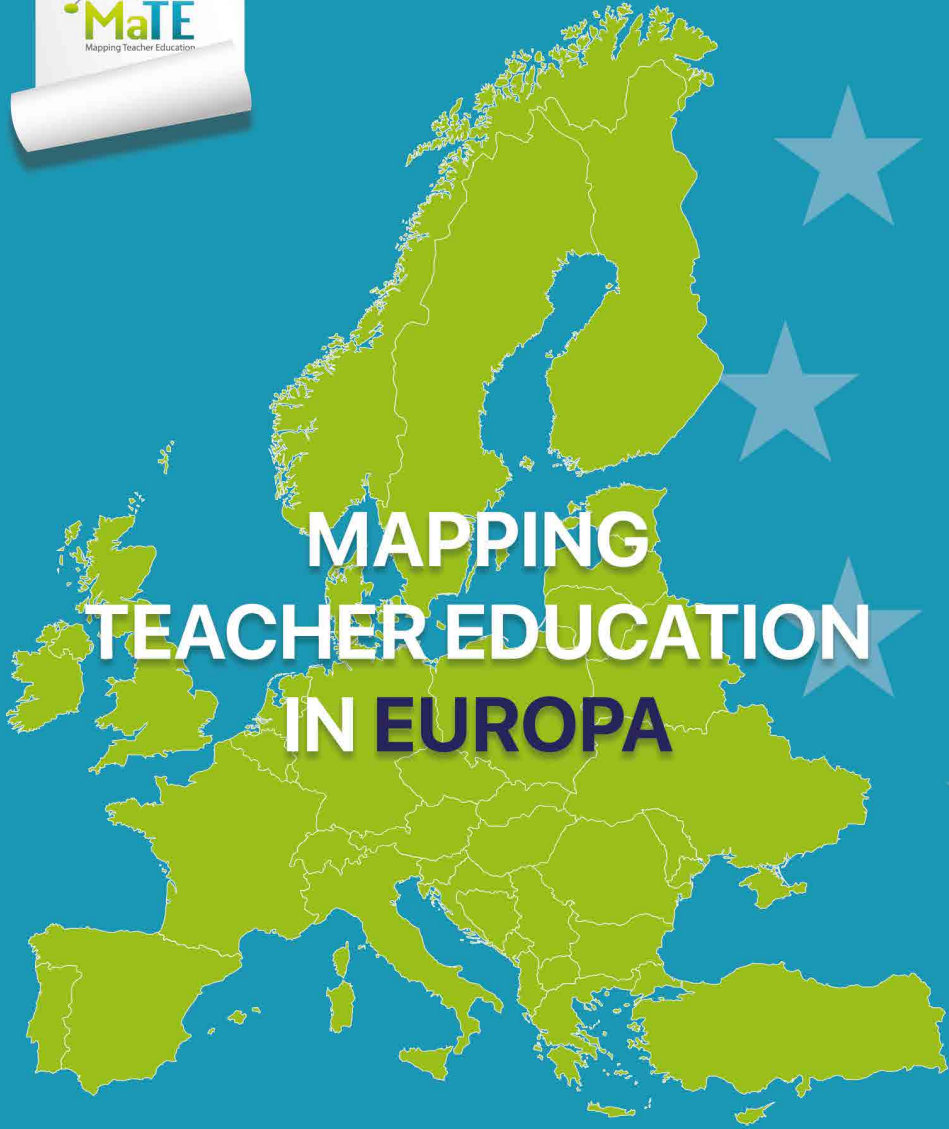 MaTE
Mapping Teacher Education
MAPPING
TEACHER EDUCATION
IN EUROPA